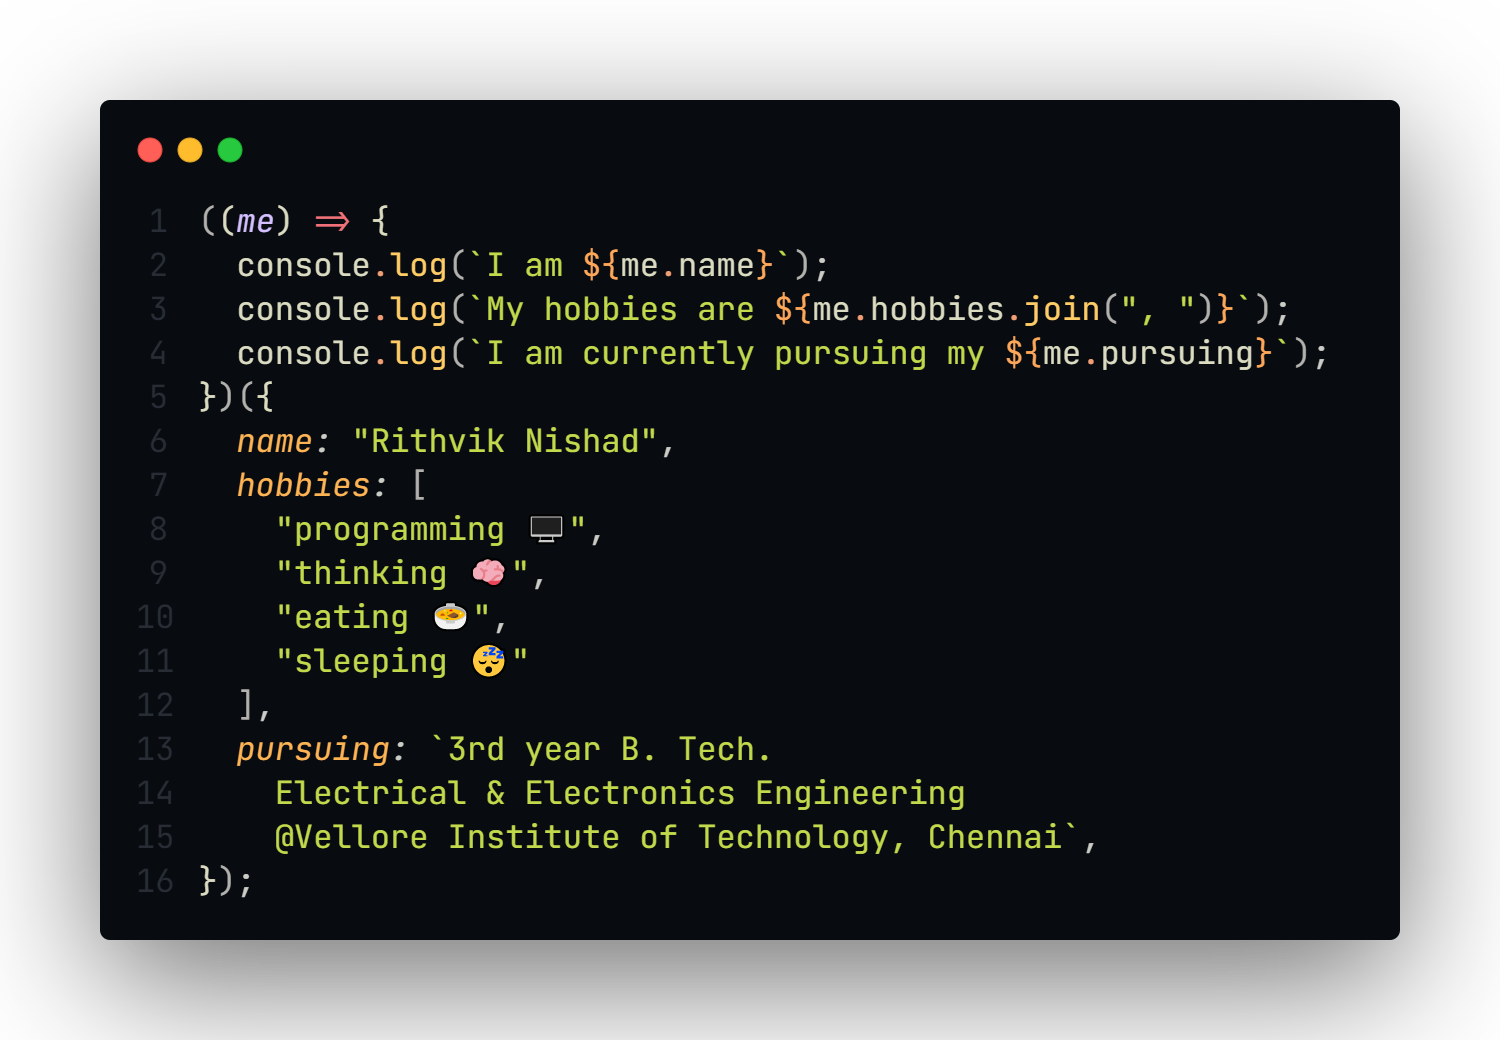 1 ((me) => {
2   console.log(`I am ${me.name}`);
3   console.log(`My hobbies are ${me.hobbies.join(", ")}`);
4   console.log(`I am currently pursuing my ${me.pursuing}`);
5 })({
6   name: "Rithvik Nishad",
7   hobbies: [
8     "programming 🖥️",
9     "thinking 🧠",
10     "eating 🍲",
11     "sleeping 😴"
12   ],
13   pursuing: `3rd year B. Tech.
14     Electrical & Electronics Engineering
15     @Vellore Institute of Technology, Chennai`,
16 });